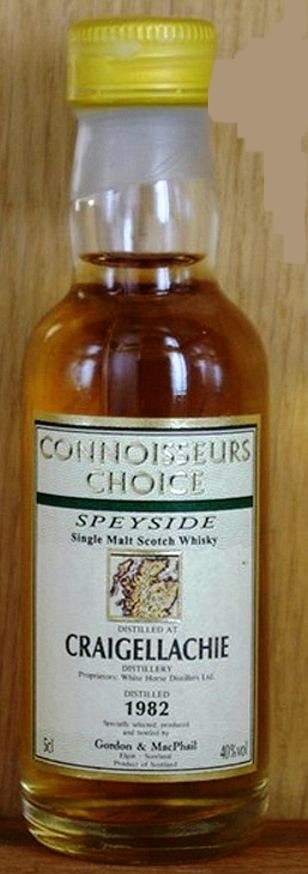 CONNOISSEURS
CHOICE
SPEYSIDE
Single Malt Scotch Whisky
DISTILLED AT
CRAIGELLACHIE
DISTILLERY
Proprietors: White Horse Distillers Ltd.
DISTILLED
1982
Specially selected, produced
and bottled by
Gordon & MacPhail
Elgin · Scotland
Product of Scotland
5cl 40%vol